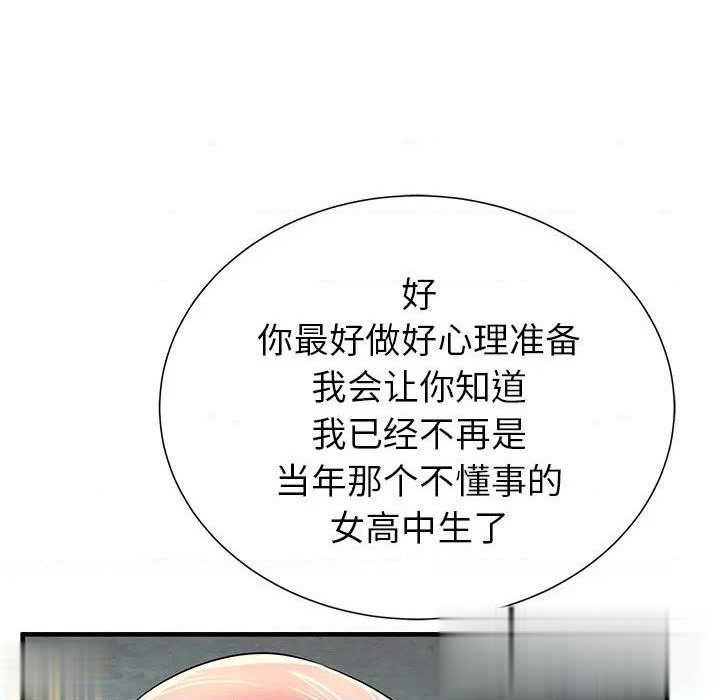 好
你最好做好心理准备
我会让你知道
我已经不再是
当年那个不懂事的
女高中生了